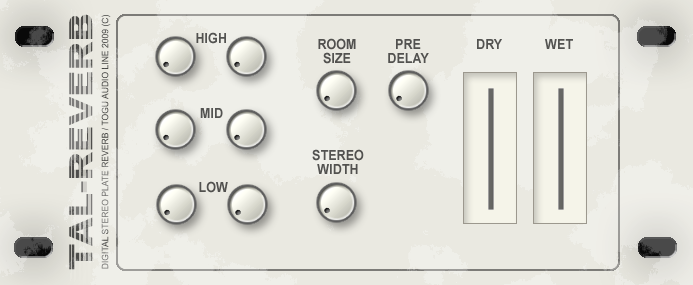 TAL-REVERB
DIGITAL STEREO PLATE REVERB / TOGU AUDIO LINE 2009 (C)
HIGH
MID
LOW
ROOM
SIZE
PRE
DELAY
STEREO
WIDTH
DRY
WET